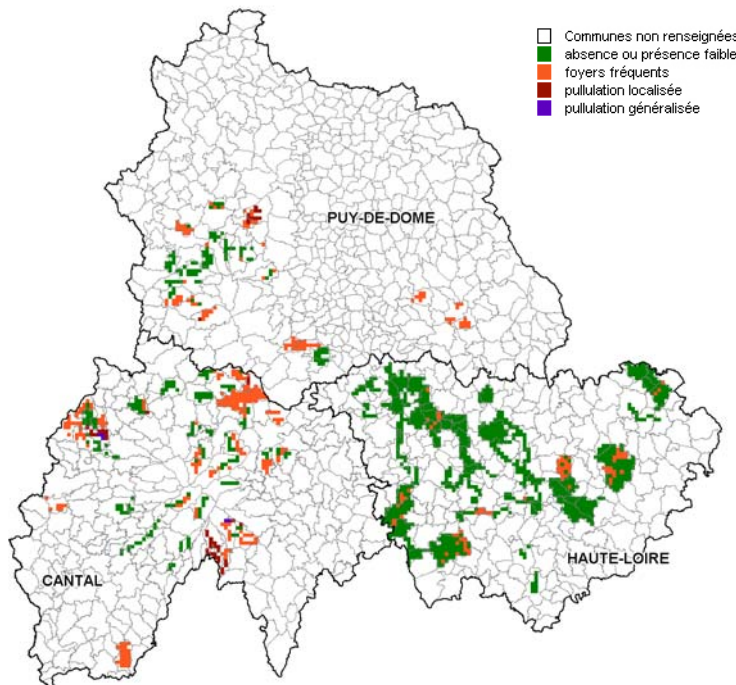 Communes non renseignées
absence ou présence faible
foyers fréquents
pullulation localisée
pullulation généralisée
PUY-DE-DOME
CANTAL
HAUTE-LOIRE